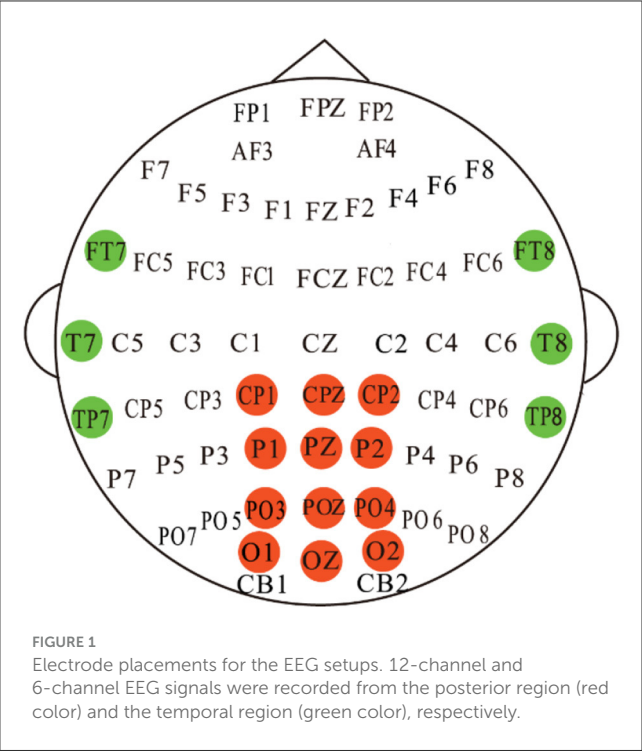 FP1 FPZ FP2
AF3 AF4
F7 F5 F3 F1 FZ F2 F4 F6 F8
FT7 FC5 FC3 FC1 FCZ FC2 FC4 FC6 FT8
T7 C5 C3 C1 CZ C2 C4 C6 T8
TP7 CP5 CP3 CP1 CPZ CP2 CP4 CP6 TP8
P7 P5 P3 P1 PZ P2 P4 P6 P8
PO7 PO5 PO3 POZ PO4 PO6 PO8
O1 OZ O2
CB1 CB2
FIGURE 1
Electrode placements for the EEG setups. 12-channel and
6-channel EEG signals were recorded from the posterior region (red
color) and the temporal region (green color), respectively.